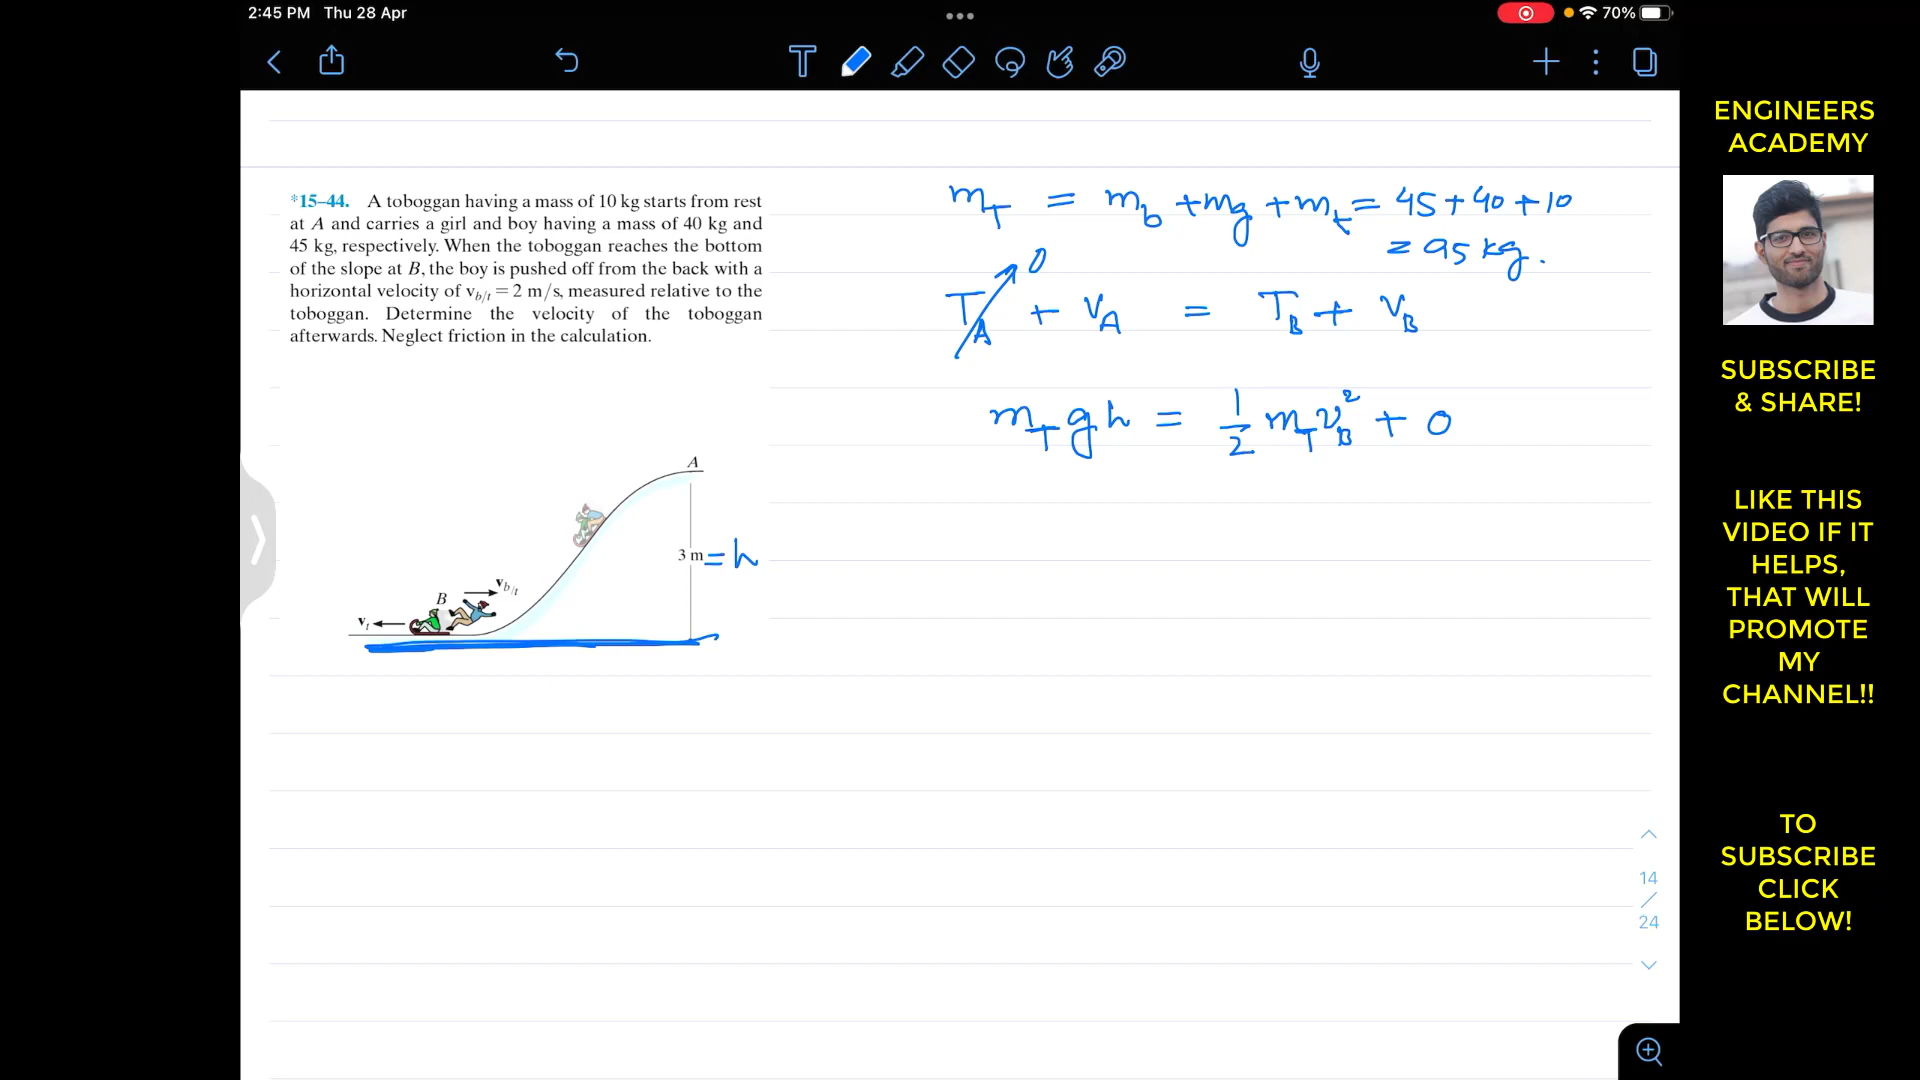 2:45 PM Thu 28 Apr
70%
ENGINEERS
ACADEMY
*15–44. A toboggan having a mass of 10 kg starts from rest
at A and carries a girl and boy having a mass of 40 kg and
45 kg, respectively. When the toboggan reaches the bottom
of the slope at B, the boy is pushed off from the back with a
horizontal velocity of v_b/t = 2 m/s, measured relative to the
toboggan. Determine the velocity of the toboggan
afterwards. Neglect friction in the calculation.
m_T = m_b + m_g + m_t = 45 + 40 + 10
= 95 kg.
0
T_A + V_A = T_B + V_B
m_T g h = 1/2 m_T v_B^2 + 0
A
3 m = h
B
v_b/t
v_t
SUBSCRIBE
& SHARE!
LIKE THIS
VIDEO IF IT
HELPS,
THAT WILL
PROMOTE
MY
CHANNEL!!
TO
SUBSCRIBE
CLICK
BELOW!
14
/
24